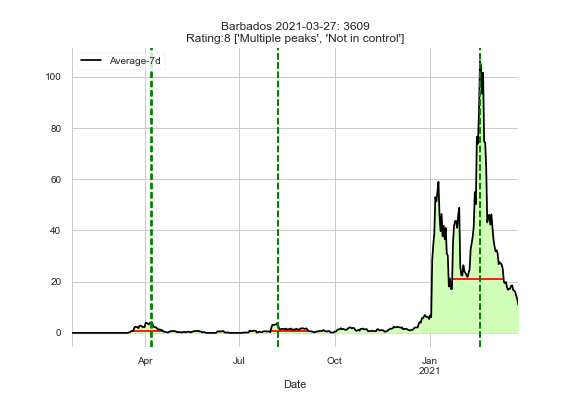 Barbados 2021-03-27: 3609
Rating:8 ['Multiple peaks', 'Not in control']
Average-7d
100
80
60
40
20
0
Apr Jul Oct Jan
2021
Date